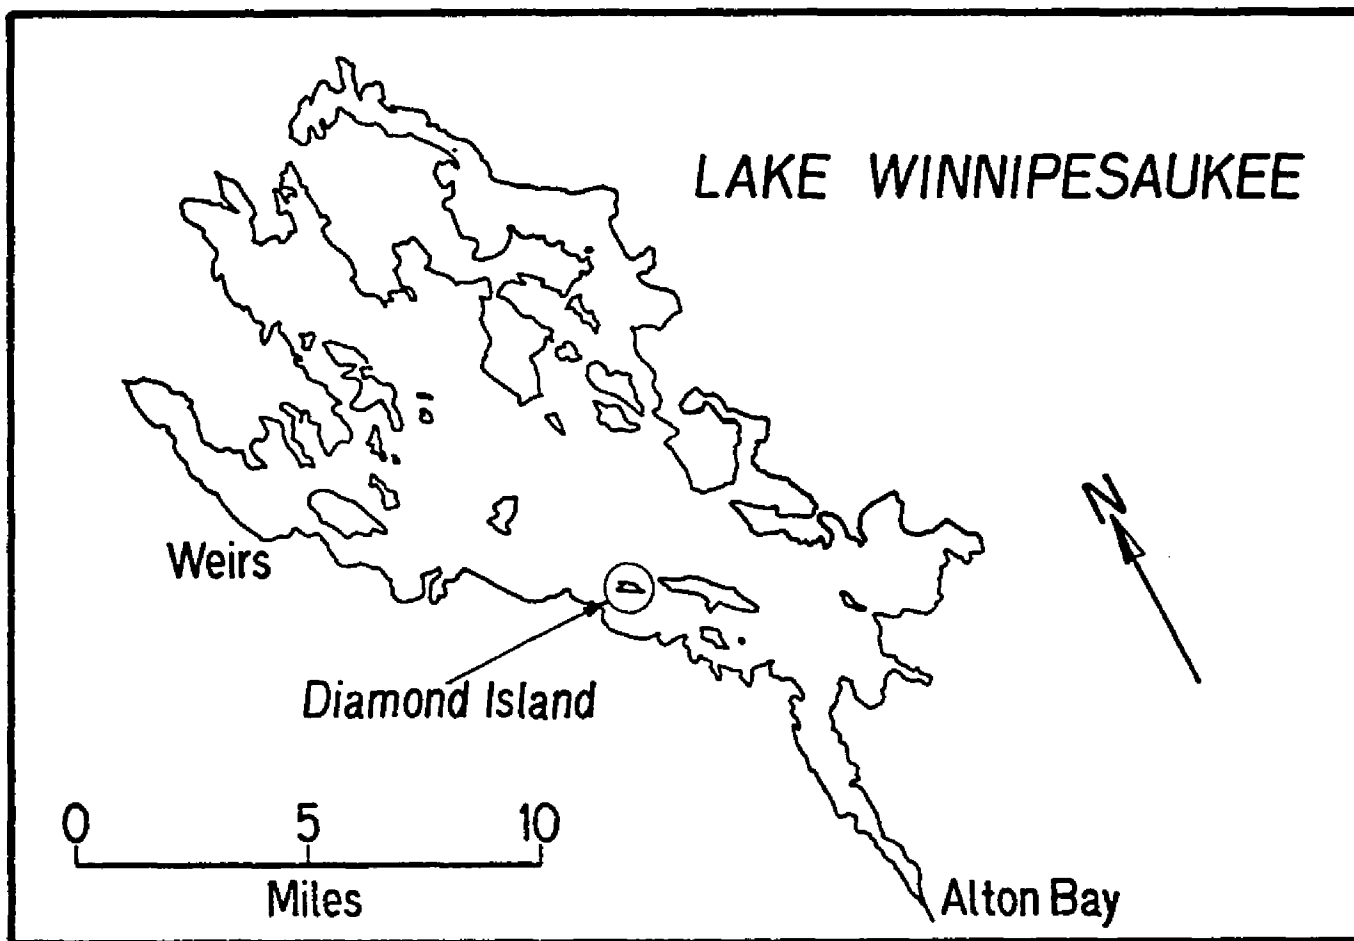 LAKE WINNIPESAUKEE
N
Weirs
Diamond Island
0 5 10
Miles
Alton Bay